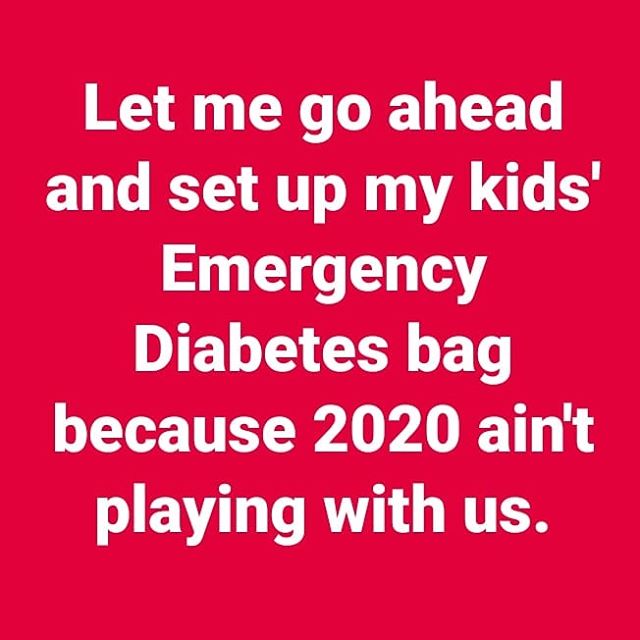 Let me go ahead
and set up my kids'
Emergency
Diabetes bag
because 2020 ain't
playing with us.